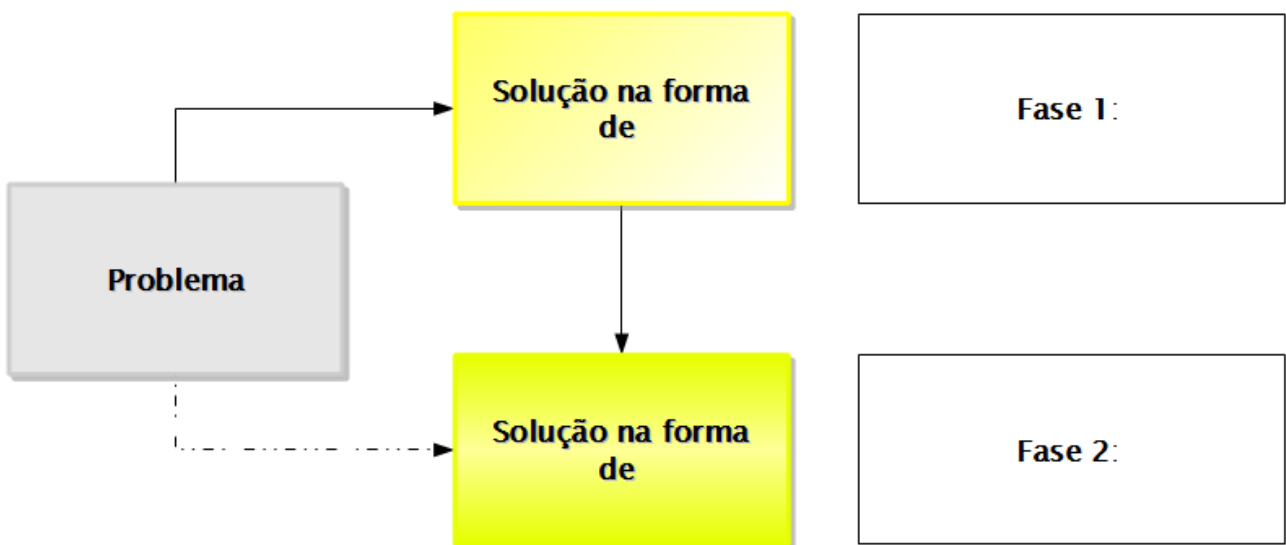 Solução na forma
de
Fase 1:
Problema
Solução na forma
de
Fase 2: